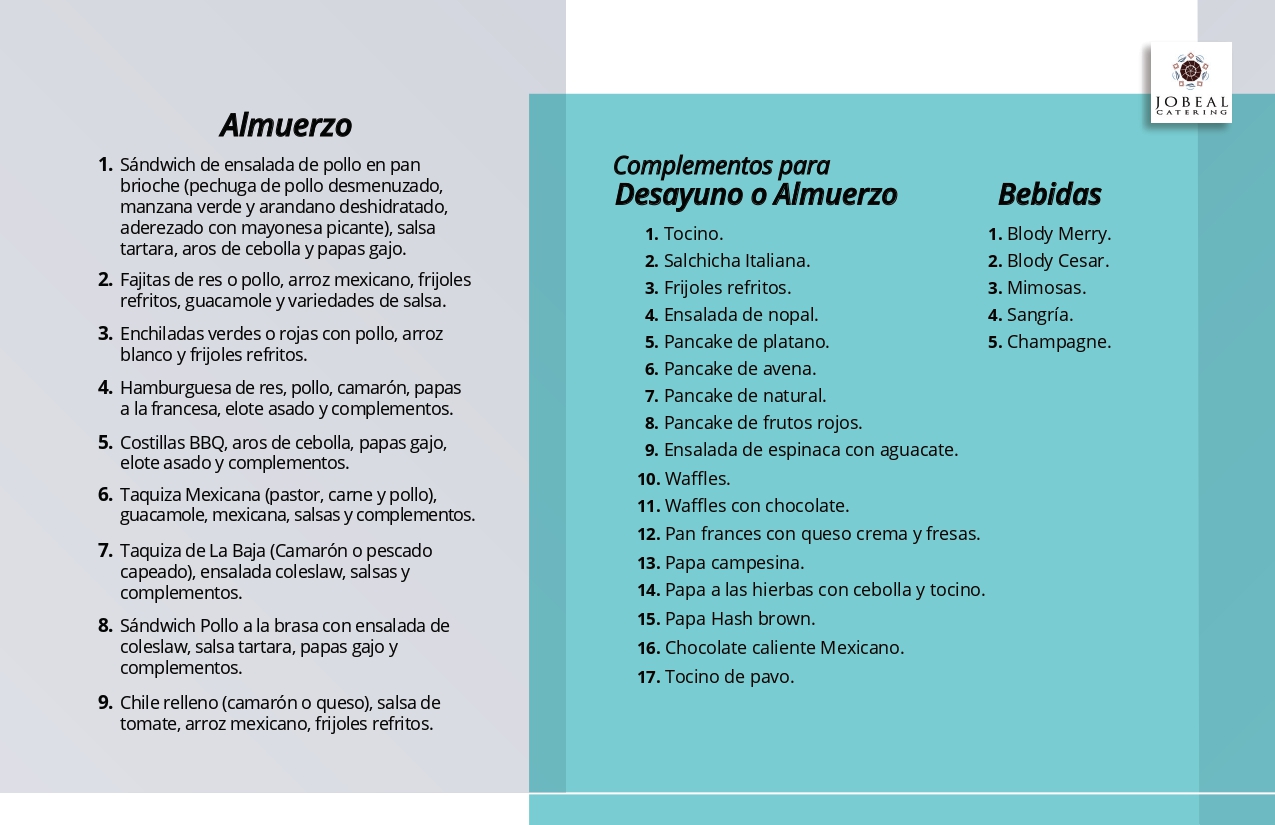 JOBEAL
CATERING
Almuerzo
1. Sándwich de ensalada de pollo en pan
brioche (pechuga de pollo desmenuzado,
manzana verde y arandano deshidratado,
aderezado con mayonesa picante), salsa
tartara, aros de cebolla y papas gajo.
2. Fajitas de res o pollo, arroz mexicano, frijoles
refritos, guacamole y variedades de salsa.
3. Enchiladas verdes o rojas con pollo, arroz
blanco y frijoles refritos.
4. Hamburguesa de res, pollo, camarón, papas
a la francesa, elote asado y complementos.
5. Costillas BBQ, aros de cebolla, papas gajo,
elote asado y complementos.
6. Taquiza Mexicana (pastor, carne y pollo),
guacamole, mexicana, salsas y complementos.
7. Taquiza de La Baja (Camarón o pescado
capeado), ensalada coleslaw, salsas y
complementos.
8. Sándwich Pollo a la brasa con ensalada de
coleslaw, salsa tartara, papas gajo y
complementos.
9. Chile relleno (camarón o queso), salsa de
tomate, arroz mexicano, frijoles refritos.
Complementos para
Desayuno o Almuerzo
1. Tocino.
2. Salchicha Italiana.
3. Frijoles refritos.
4. Ensalada de nopal.
5. Pancake de platano.
6. Pancake de avena.
7. Pancake de natural.
8. Pancake de frutos rojos.
9. Ensalada de espinaca con aguacate.
10. Waffles.
11. Waffles con chocolate.
12. Pan frances con queso crema y fresas.
13. Papa campesina.
14. Papa a las hierbas con cebolla y tocino.
15. Papa Hash brown.
16. Chocolate caliente Mexicano.
17. Tocino de pavo.
Bebidas
1. Blody Merry.
2. Blody Cesar.
3. Mimosas.
4. Sangría.
5. Champagne.